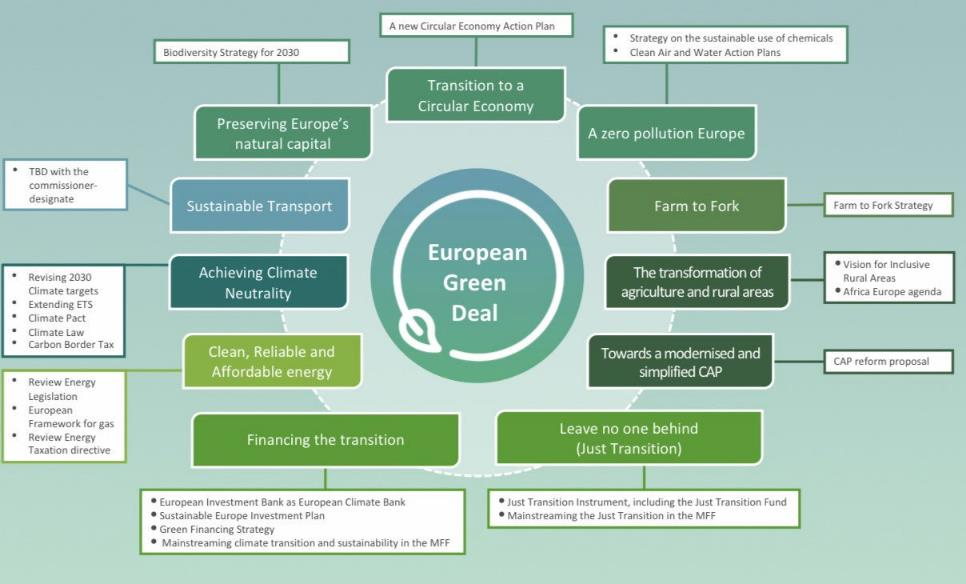 A new Circular Economy Action Plan
Transition to a
Circular Economy
Biodiversity Strategy for 2030
Preserving Europe's
natural capital
• Strategy on the sustainable use of chemicals
• Clean Air and Water Action Plans
A zero pollution Europe
• TBD with the
commissioner-
designate
Sustainable Transport
Farm to Fork
Farm to Fork Strategy
European
Green
Deal
• Revising 2030
Climate targets
• Extending ETS
• Climate Pact
• Climate Law
• Carbon Border Tax
Achieving Climate
Neutrality
The transformation of
agriculture and rural areas
• Vision for Inclusive
Rural Areas
• Africa Europe agenda
• Review Energy
Legislation
• European
Framework for gas
• Review Energy
Taxation directive
Clean, Reliable and
Affordable energy
Towards a modernised and
simplified CAP
CAP reform proposal
Financing the transition
• European Investment Bank as European Climate Bank
• Sustainable Europe Investment Plan
• Green Financing Strategy
• Mainstreaming climate transition and sustainability in the MFF
Leave no one behind
(Just Transition)
• Just Transition Instrument, including the Just Transition Fund
• Mainstreaming the Just Transition in the MFF